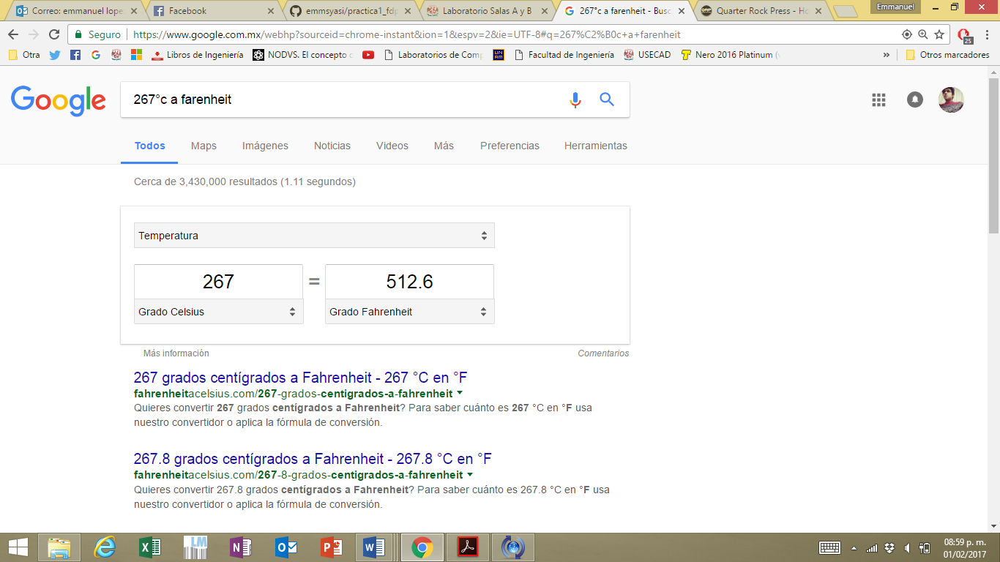 Correo: emmanuel lope
Facebook
emmsyasi/practica1_fdp
Laboratorio Salas A y B
267°c a farenheit - Busc
Quarter Rock Press - Ho
Emmanuel
Seguro https://www.google.com.mx/webhp?sourceid=chrome-instant&ion=1&espv=2&ie=UTF-8#q=267%C2%B0c+a+farenheit
25
Otra
Libros de Ingeniería
NODVS. El concepto
Laboratorios de Comp
UNAM
Facultad de Ingeniería
USECAD
Nero 2016 Platinum
»
Otros marcadores
Google
267°c a farenheit
Todos Maps Imágenes Noticias Videos Más Preferencias Herramientas
Cerca de 3,430,000 resultados (1.11 segundos)
Temperatura
267 = 512.6
Grado Celsius Grado Fahrenheit
Más información Comentarios
267 grados centígrados a Fahrenheit - 267 °C en °F
fahrenheitacelsius.com/267-grados-centigrados-a-fahrenheit
Quieres convertir 267 grados centígrados a Fahrenheit? Para saber cuánto es 267 °C en °F usa
nuestro convertidor o aplica la fórmula de conversión.
267.8 grados centígrados a Fahrenheit - 267.8 °C en °F
fahrenheitacelsius.com/267-8-grados-centigrados-a-fahrenheit
Quieres convertir 267.8 grados centígrados a Fahrenheit? Para saber cuánto es 267.8 °C en °F usa
nuestro convertidor o aplica la fórmula de conversión.
LM
08:59 p. m.
01/02/2017